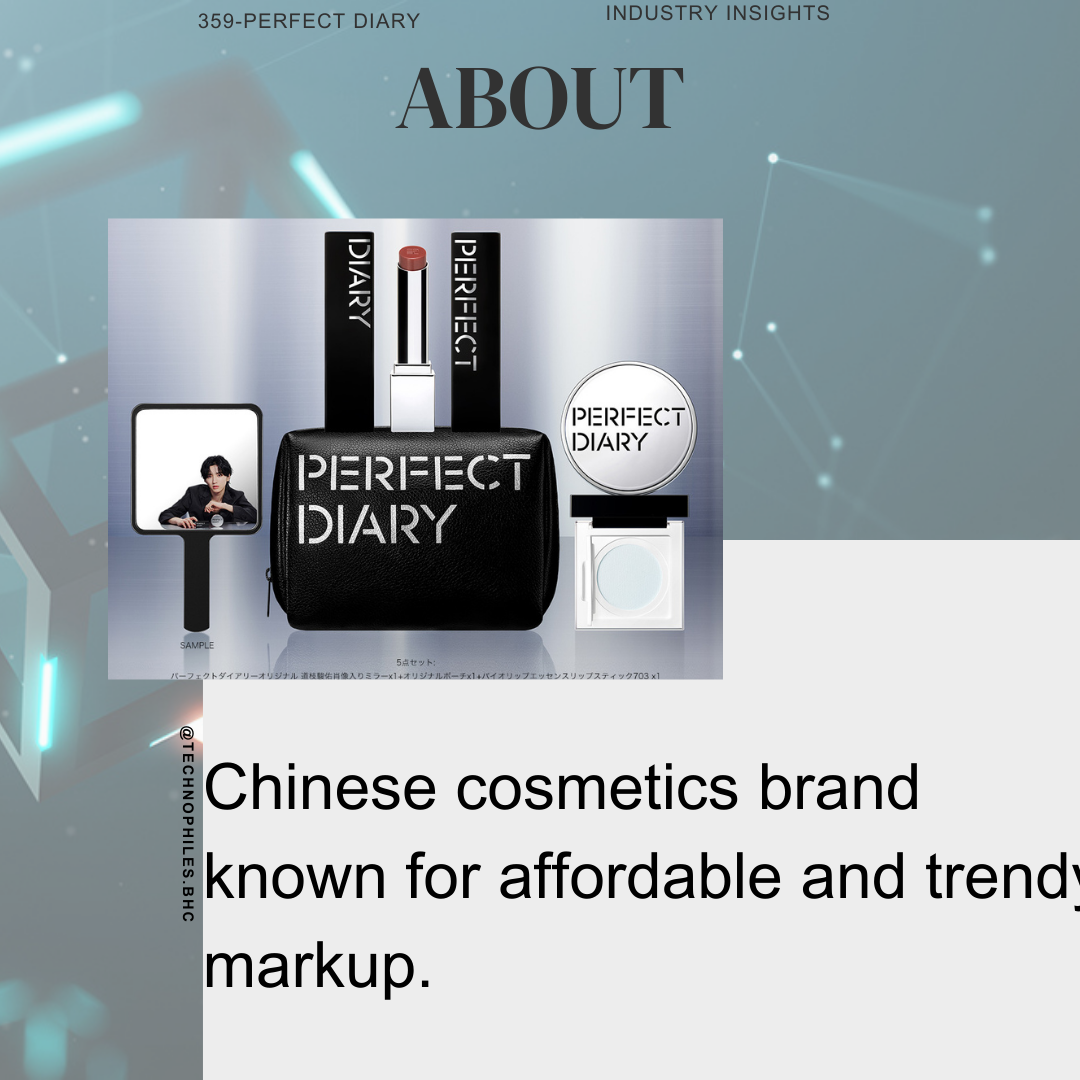 359-PERFECT DIARY
INDUSTRY INSIGHTS
ABOUT
DIARY
PERFECT
PERFECT
DIARY
PERFECT
DIARY
SAMPLE
5点セット:
パーフェクトダイアリーオリジナル 道枝駿佑肖像入りミラーx1+オリジナルポーチx1+バイオリップエッセンスリップスティック703 x1
@TECHNOPHILES.BHC
Chinese cosmetics brand
known for affordable and trendy
markup.